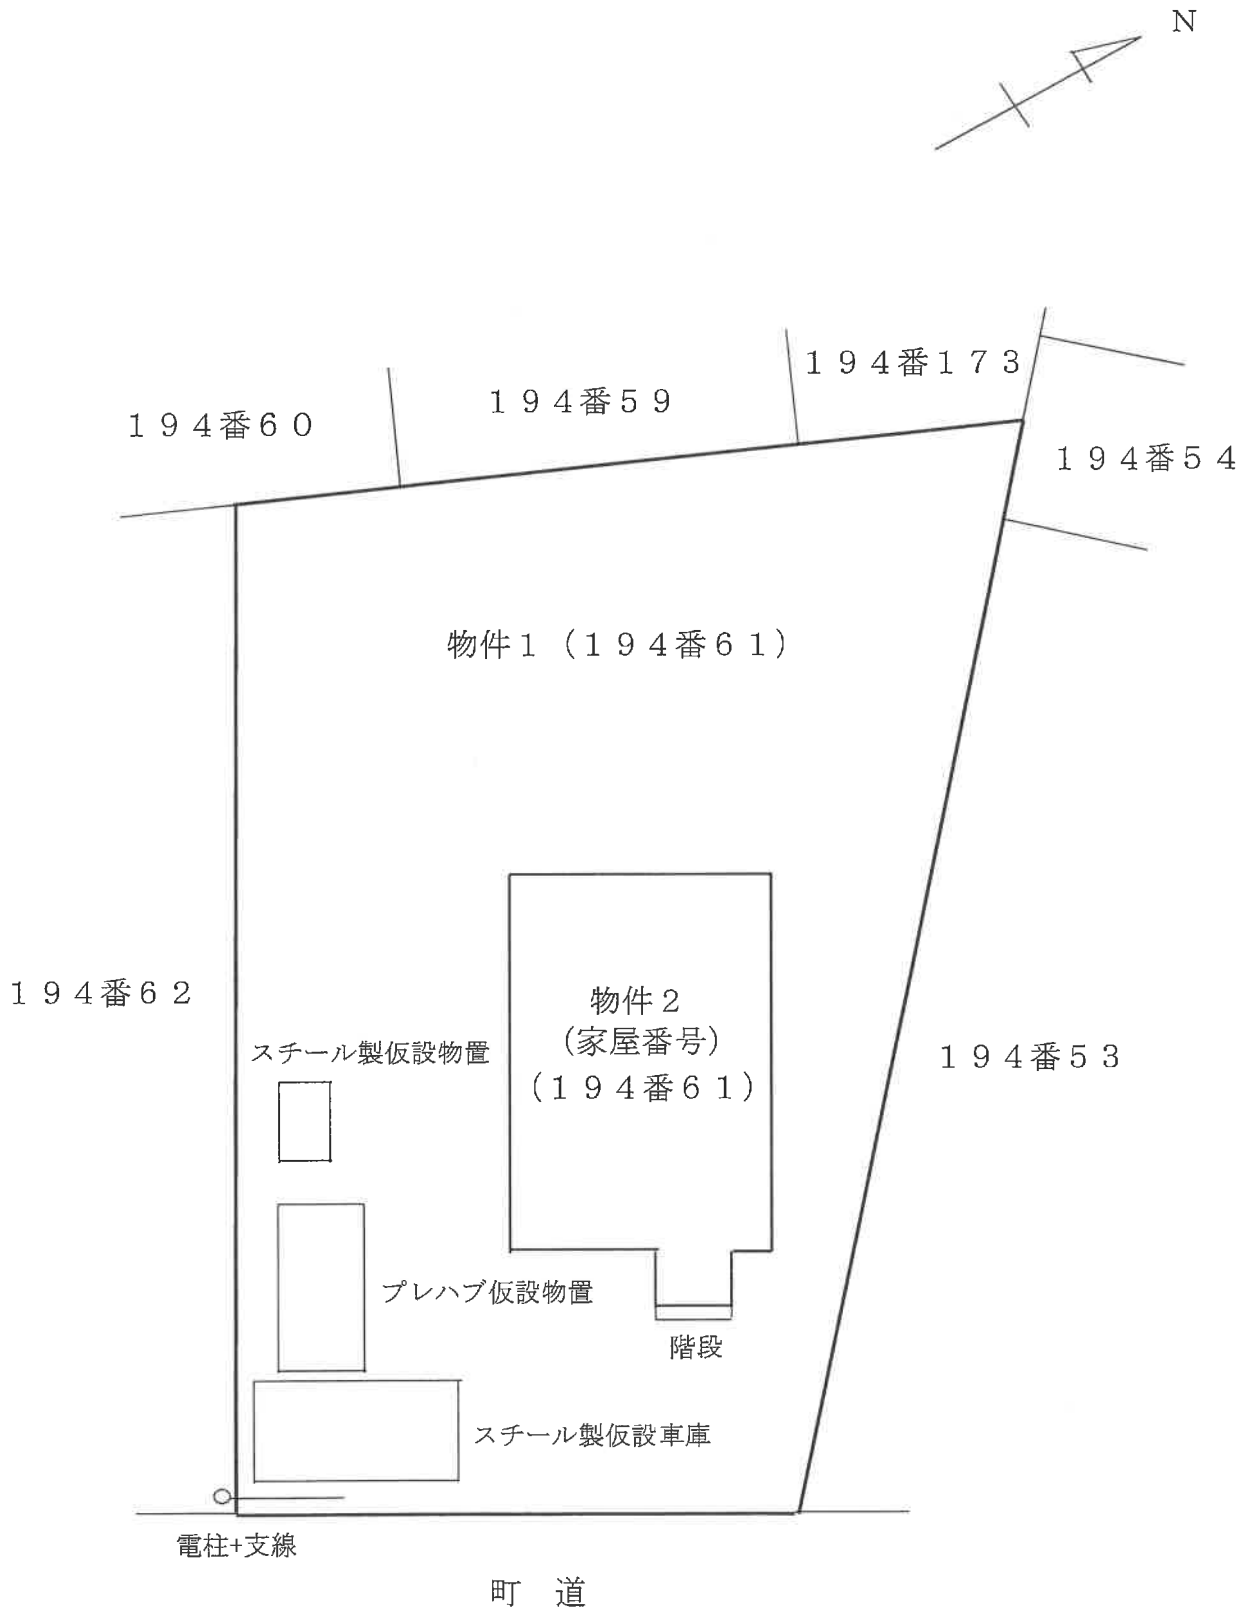 N
１９４番１７３
１９４番５９
１９４番６０
１９４番５４
物件１（１９４番６１）
１９４番６２
物件２
（家屋番号）
（１９４番６１）
スチール製仮設物置
１９４番５３
プレハブ仮設物置
階段
スチール製仮設車庫
電柱+支線
町　道